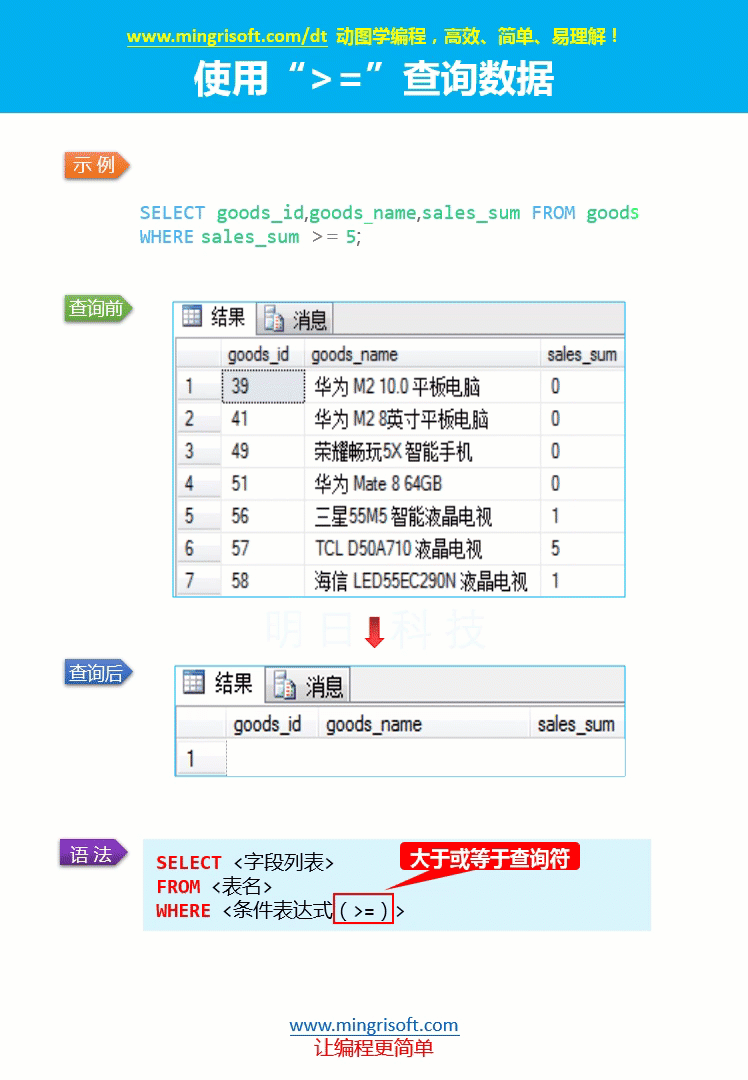 www.mingrisoft.com/dt 动图学编程，高效、简单、易理解！
使用“>=”查询数据
示例
SELECT goods_id,goods_name,sales_sum FROM goods
WHERE sales_sum >= 5;
查询前
结果 消息
goods_id goods_name sales_sum
1 39 华为 M2 10.0 平板电脑 0
2 41 华为 M2 8英寸平板电脑 0
3 49 荣耀畅玩5X 智能手机 0
4 51 华为 Mate 8 64GB 0
5 56 三星55M5 智能液晶电视 1
6 57 TCL D50A710 液晶电视 5
7 58 海信 LED55EC290N 液晶电视 1
明日科技
查询后
结果 消息
goods_id goods_name sales_sum
1
语法
SELECT <字段列表>
大于或等于查询符
FROM <表名>
WHERE <条件表达式 ( >= ) >
www.mingrisoft.com
让编程更简单